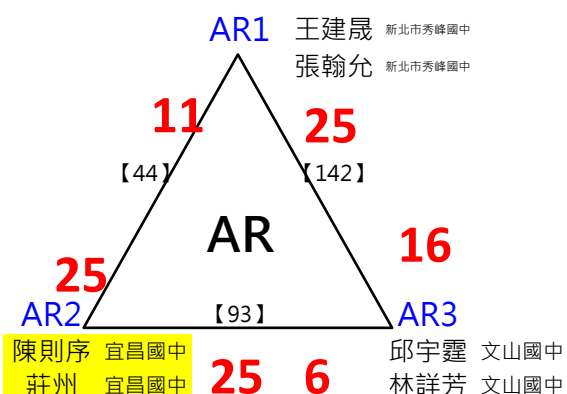 AR1 王建晟 新北市秀峰國中
張翰允 新北市秀峰國中
11 25
【44】 【142】
AR
16
25
AR2 【93】 AR3
陳則序 宜昌國中 邱宇霆 文山國中
莊州 宜昌國中 25 6 林詳芳 文山國中